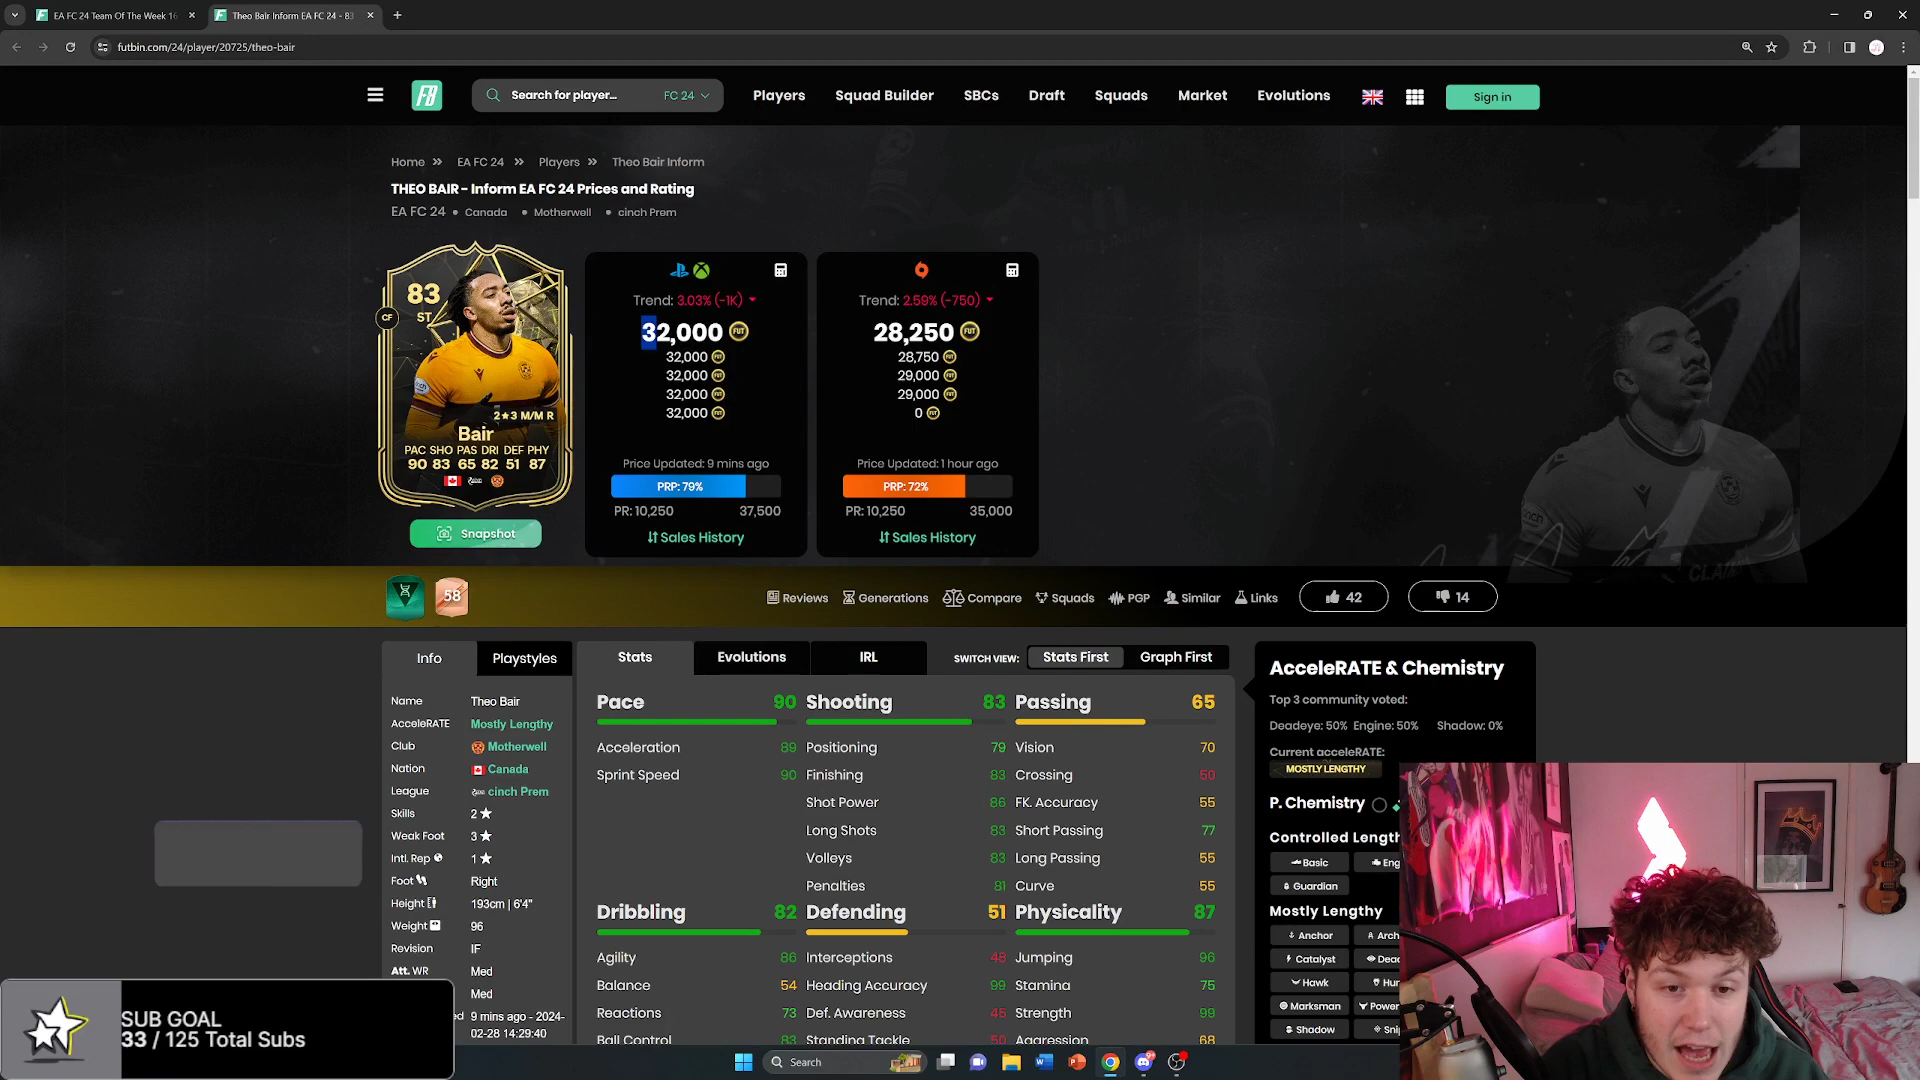 EA FC 24 Team Of The Week 16
Theo Bair Inform EA FC 24 - 83
futbin.com/24/player/20725/theo-bair
Search for player...
FC 24
Players
Squad Builder
SBCs
Draft
Squads
Market
Evolutions
Sign in
Home » EA FC 24 » Players » Theo Bair Inform
THEO BAIR - Inform EA FC 24 Prices and Rating
EA FC 24 • Canada • Motherwell • cinch Prem
83
ST
CF
2★3 M/M R
Bair
PAC SHO PAS DRI DEF PHY
90 83 65 82 51 87
Snapshot
Trend: 3.03% (-1K)
32,000
32,000
32,000
32,000
32,000
Price Updated: 9 mins ago
PRP: 79%
PR: 10,250 37,500
Sales History
Trend: 2.59% (-750)
28,250
28,750
29,000
29,000
0
Price Updated: 1 hour ago
PRP: 72%
PR: 10,250 35,000
Sales History
58
Reviews
Generations
Compare
Squads
PGP
Similar
Links
42
14
Info
Playstyles
Name Theo Bair
AcceleRATE Mostly Lengthy
Club Motherwell
Nation Canada
League cinch Prem
Skills 2★
Weak Foot 3★
Intl. Rep 1★
Foot Right
Height 193cm | 6'4"
Weight 96
Revision IF
Att. WR Med
Med
9 mins ago - 2024-
02-28 14:29:40
Stats
Evolutions
IRL
SWITCH VIEW:
Stats First
Graph First
Pace 90
Acceleration 89
Sprint Speed 90
Shooting 83
Positioning 79
Finishing 83
Shot Power 86
Long Shots 83
Volleys 83
Penalties 81
Passing 65
Vision 70
Crossing 50
FK. Accuracy 55
Short Passing 77
Long Passing 55
Curve 55
Dribbling 82
Agility 86
Balance 54
Reactions 73
Ball Control 83
Defending 51
Interceptions 48
Heading Accuracy 99
Def. Awareness 45
Standing Tackle 50
Physicality 87
Jumping 96
Stamina 75
Strength 99
Aggression 68
AcceleRATE & Chemistry
Top 3 community voted:
Deadeye: 50% Engine: 50% Shadow: 0%
Current acceleRATE:
MOSTLY LENGTHY
P. Chemistry
Controlled Length
Basic
Eng
Guardian
Mostly Lengthy
Anchor
Arch
Catalyst
Dead
Hawk
Hun
Marksman
Power
Shadow
Snip
SUB GOAL
33 / 125 Total Subs
Search